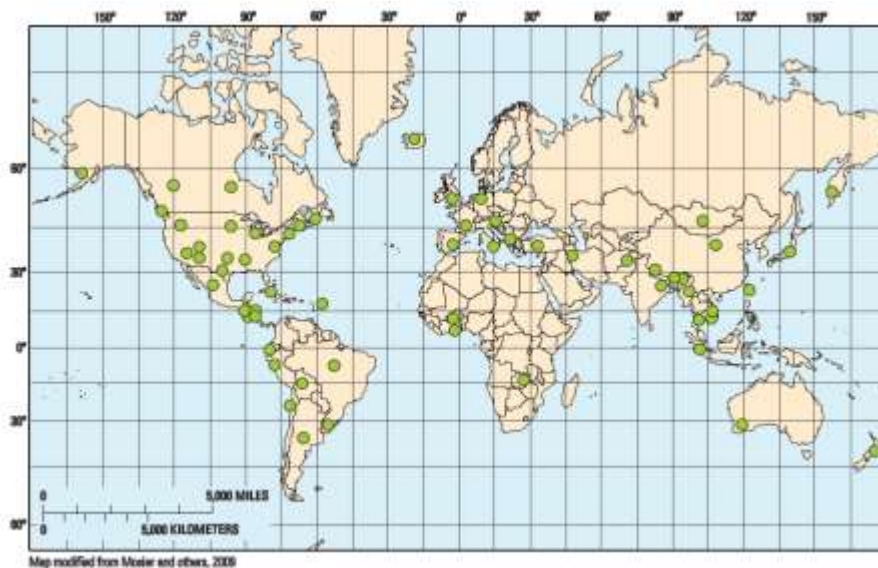 150° 120° 90° 60° 0° 30° 60° 90° 120° 150°
60°
30°
0°
30°
60°
0 5,000 MILES
0 5,000 KILOMETERS
Map modified from Mosier and others, 2009